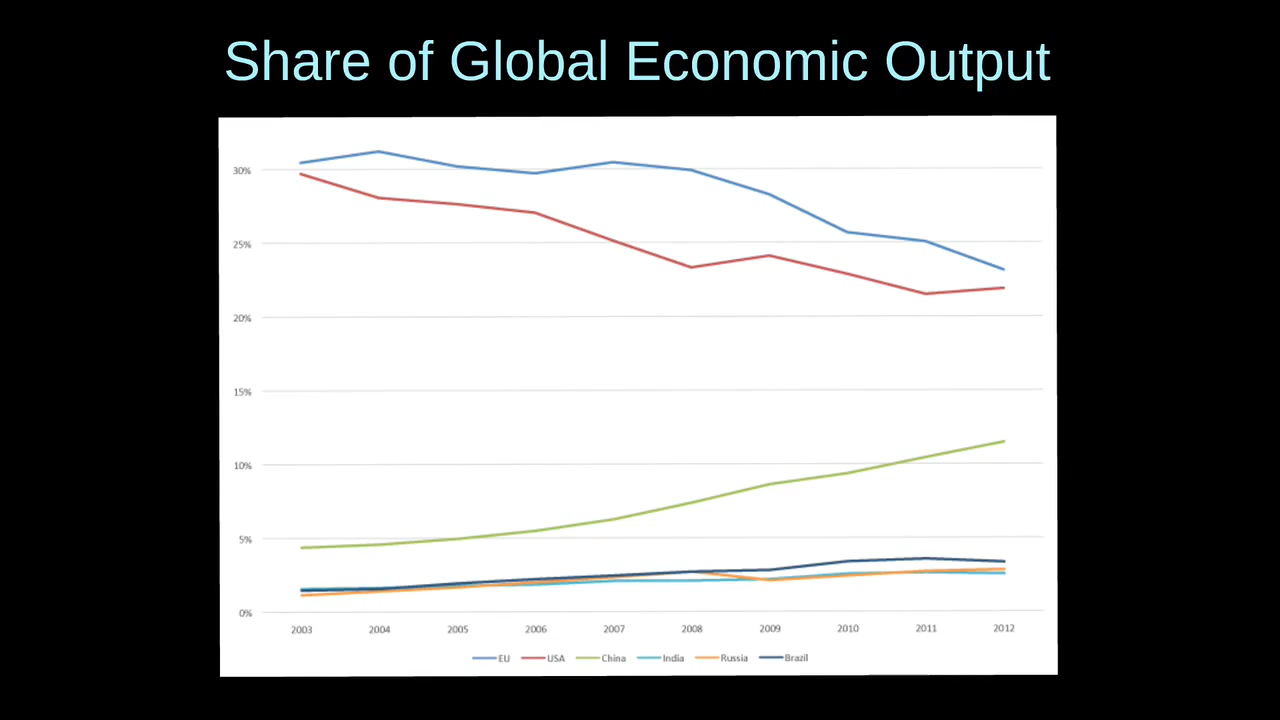 Share of Global Economic Output
30%
25%
20%
15%
10%
5%
0%
2003 2004 2005 2006 2007 2008 2009 2010 2011 2012
EU USA China India Russia Brazil